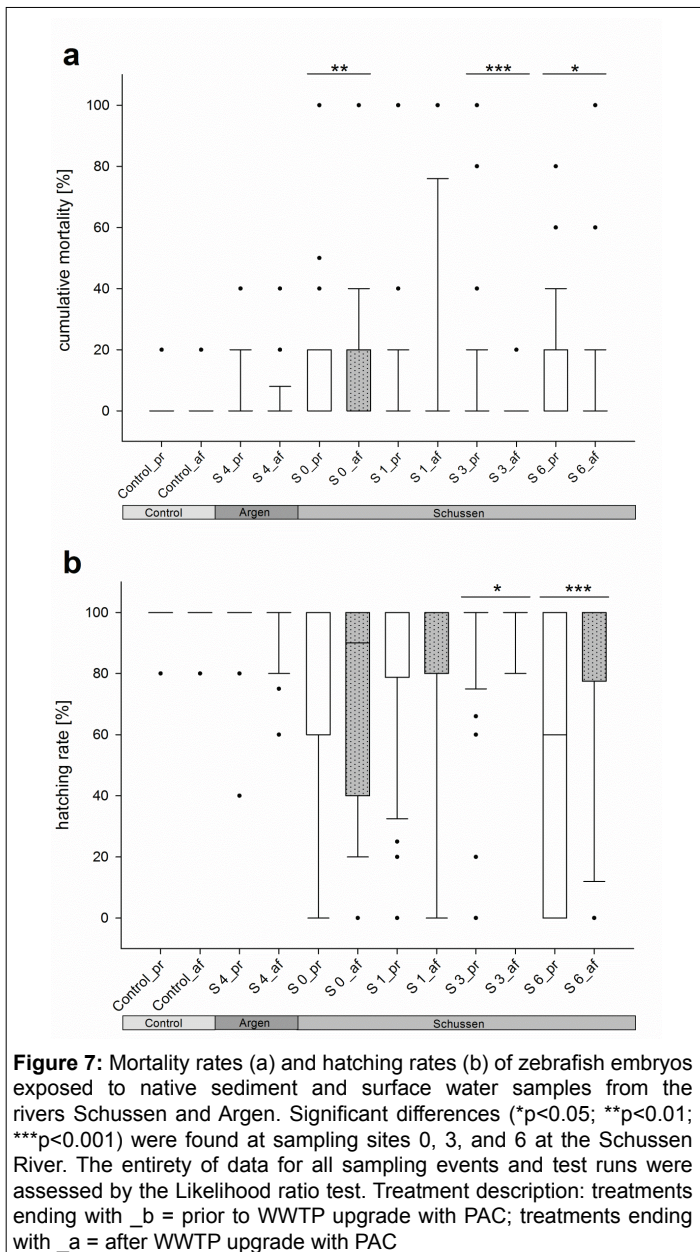 a
** *** *
100
80
60
40
20
0
cumulative mortality [%]
Control_pr Control_af S 4_pr S 4_af S 0_pr S 0_af S 1_pr S 1_af S 3_pr S 3_af S 6_pr S 6_af
Control Argen Schussen
b
* ***
100
80
60
40
20
0
hatching rate [%]
Control_pr Control_af S 4_pr S 4_af S 0_pr S 0_af S 1_pr S 1_af S 3_pr S 3_af S 6_pr S 6_af
Control Argen Schussen
Figure 7: Mortality rates (a) and hatching rates (b) of zebrafish embryos
exposed to native sediment and surface water samples from the
rivers Schussen and Argen. Significant differences (*p<0.05; **p<0.01;
***p<0.001) were found at sampling sites 0, 3, and 6 at the Schussen
River. The entirety of data for all sampling events and test runs were
assessed by the Likelihood ratio test. Treatment description: treatments
ending with _b = prior to WWTP upgrade with PAC; treatments ending
with _a = after WWTP upgrade with PAC